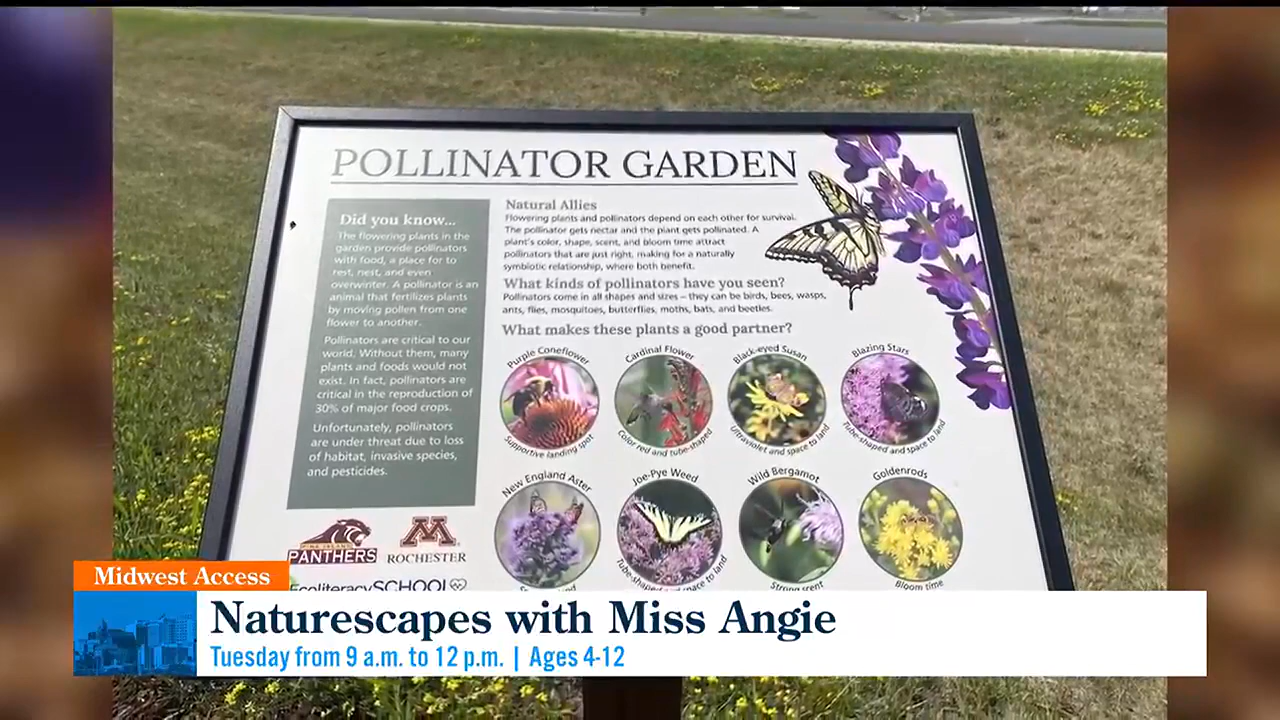 POLLINATOR GARDEN
Did you know...
The flowering plants in the
garden provide pollinators
with food, a place for to
rest, nest, and even
overwinter. A pollinator is an
animal that fertilizes plants
by moving pollen from one
flower to another.
Pollinators are critical to our
world. Without them, many
plants and foods would not
exist. In fact, pollinators are
critical in the reproduction of
30% of major food crops.
Unfortunately, pollinators
are under threat due to loss
of habitat, invasive species,
and pesticides.
Natural Allies
Flowering plants and pollinators depend on each other for survival.
The pollinator gets nectar and the plant gets pollinated. A
plant's color, shape, scent, and bloom time attract
pollinators that are just right, making for a naturally
symbiotic relationship, where both benefit.
What kinds of pollinators have you seen?
Pollinators come in all shapes and sizes – they can be birds, bees, wasps,
ants, flies, mosquitoes, butterflies, moths, bats, and beetles.
What makes these plants a good partner?
Purple Coneflower
Supportive landing spot
Cardinal Flower
Color red and tube-shaped
Black-eyed Susan
Ultraviolet and space to land
Blazing Stars
Tube-shaped and space to land
New England Aster
Joe-Pye Weed
Tube-shaped and space to land
Wild Bergamot
Strong scent
Goldenrods
Bloom time
PINE ISLAND
PANTHERS
M
ROCHESTER
EcoliteracySCHOOL
Midwest Access
Naturescapes with Miss Angie
Tuesday from 9 a.m. to 12 p.m. | Ages 4-12